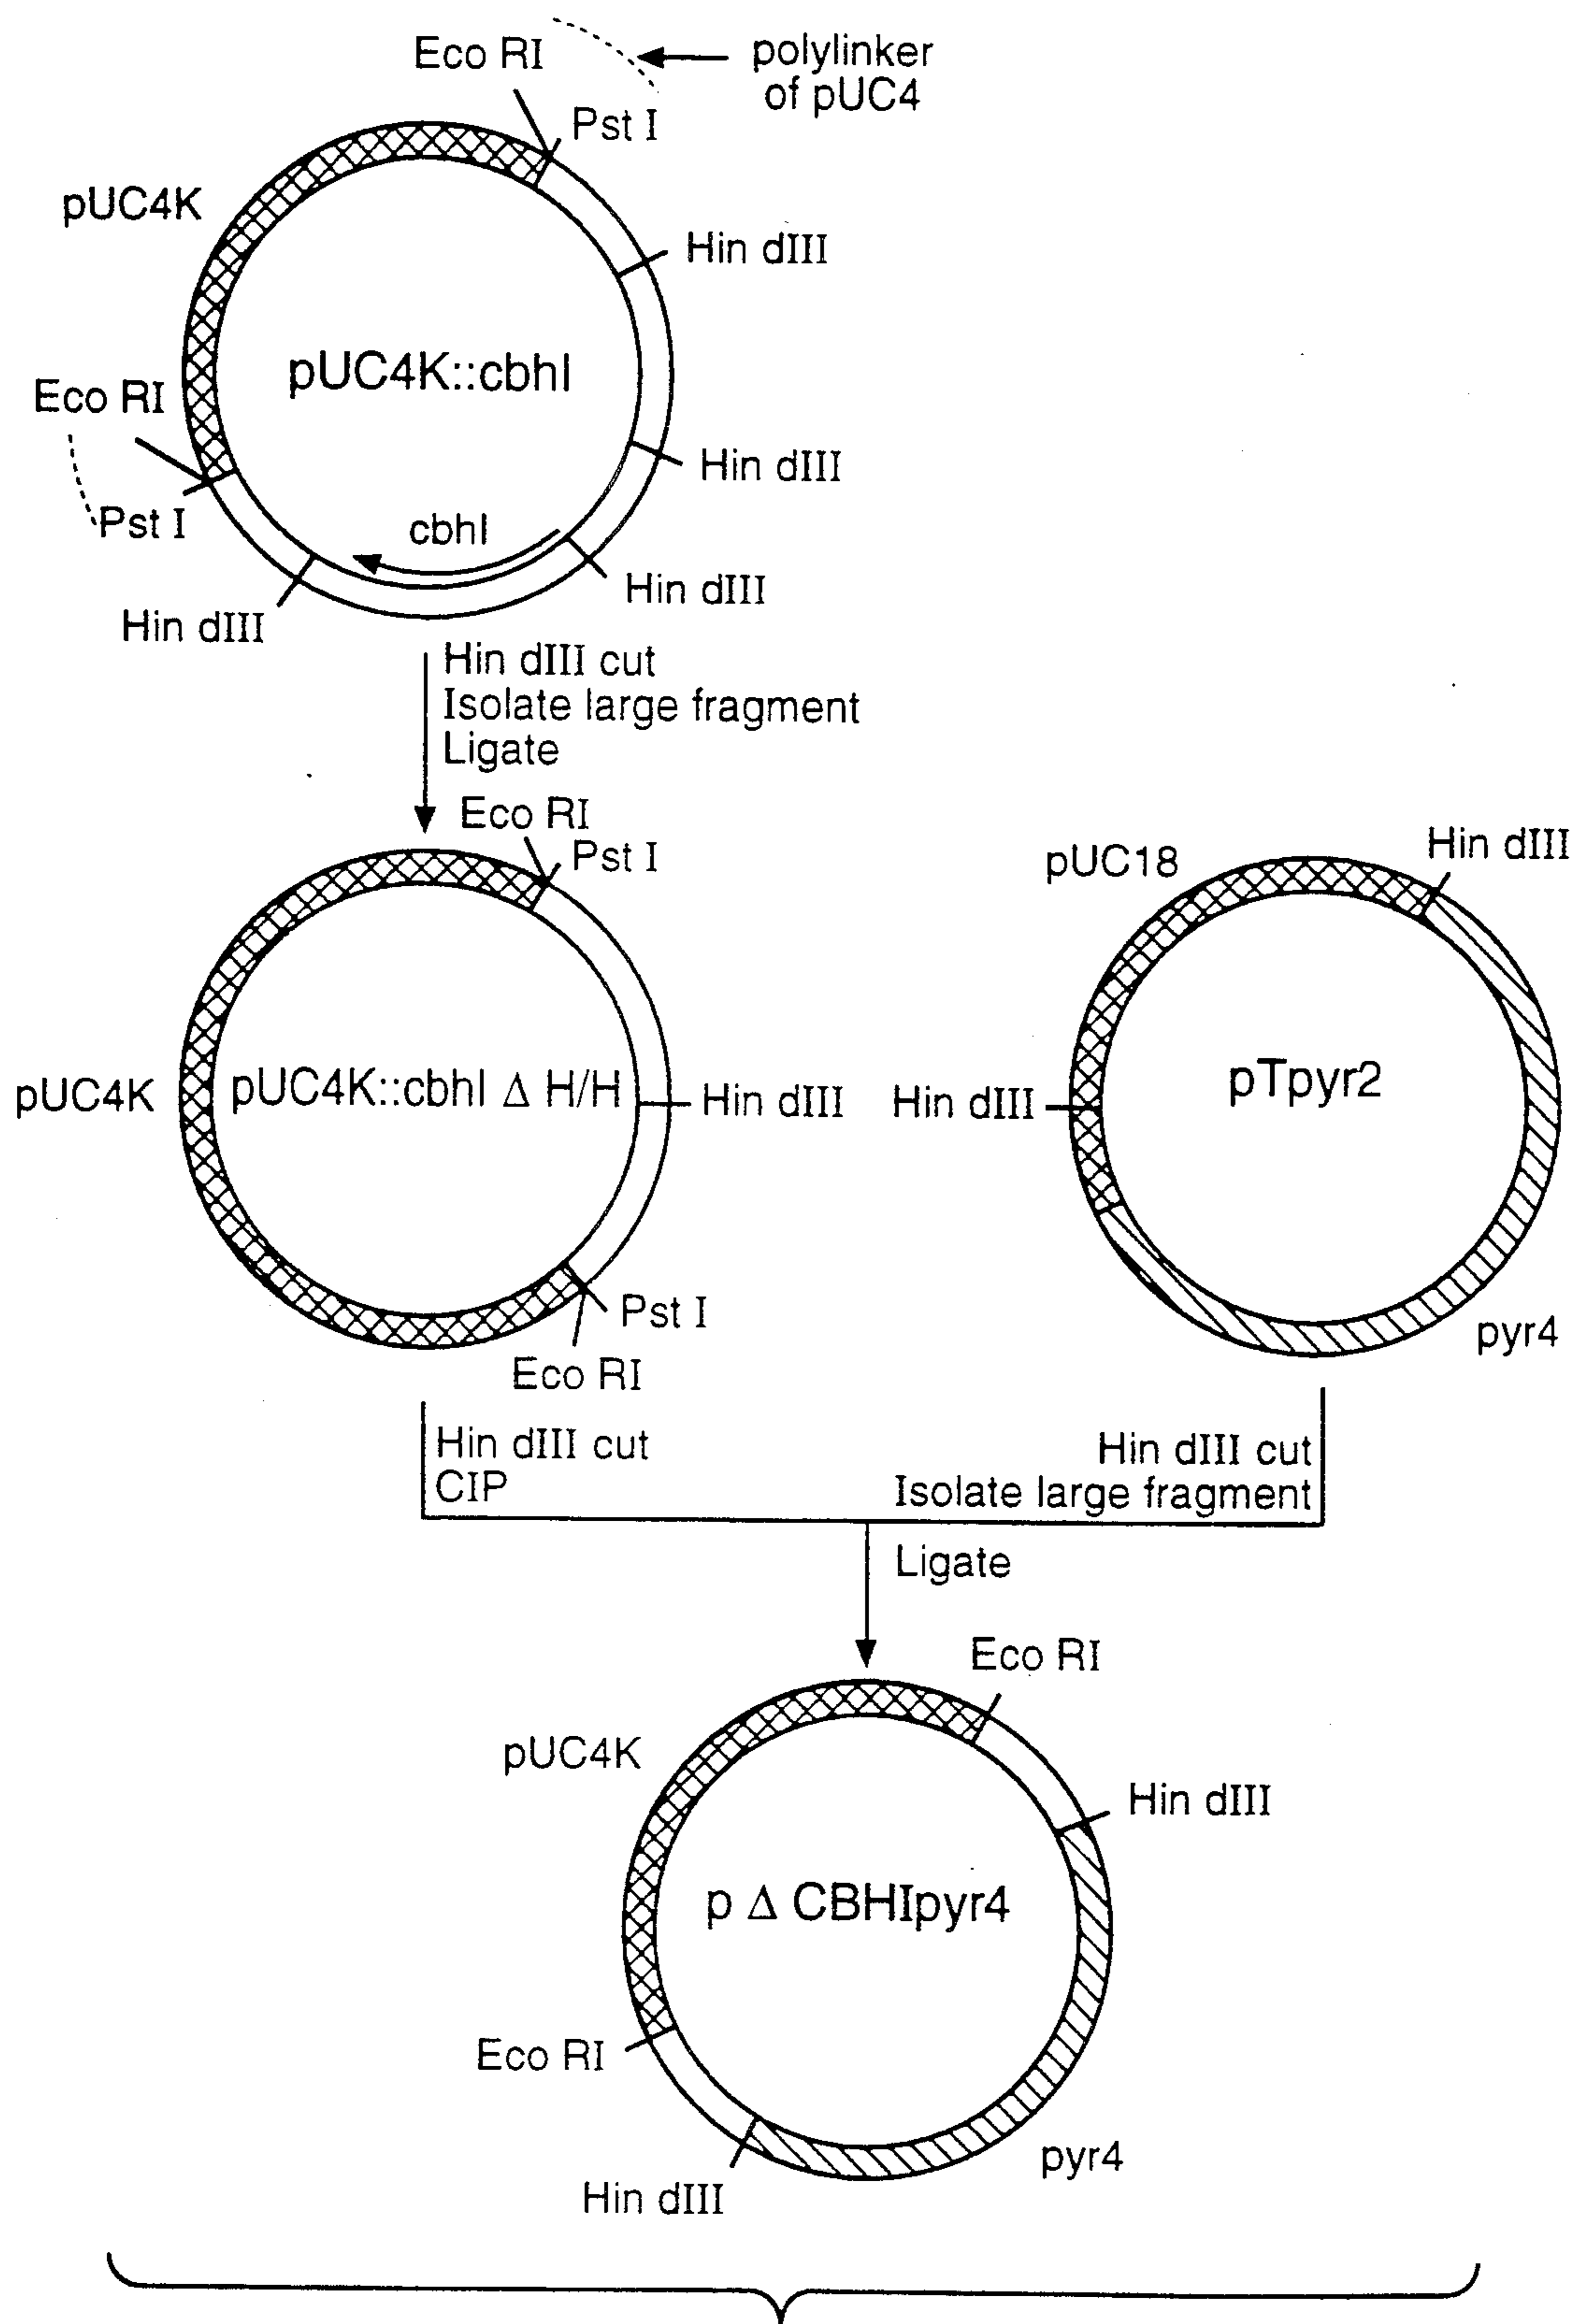 Eco RI
polylinker
of pUC4
Pst I
pUC4K
Hin dIII
pUC4K::cbhI
Eco RI
Hin dIII
Pst I
cbhI
Hin dIII
Hin dIII
Hin dIII cut
Isolate large fragment
Ligate
Eco RI
Pst I
pUC18
Hin dIII
pUC4K
pUC4K::cbhI Δ H/H
Hin dIII
Hin dIII
pTpyr2
Pst I
Eco RI
pyr4
Hin dIII cut
CIP
Hin dIII cut
Isolate large fragment
Ligate
Eco RI
pUC4K
Hin dIII
p Δ CBHIpyr4
Eco RI
pyr4
Hin dIII